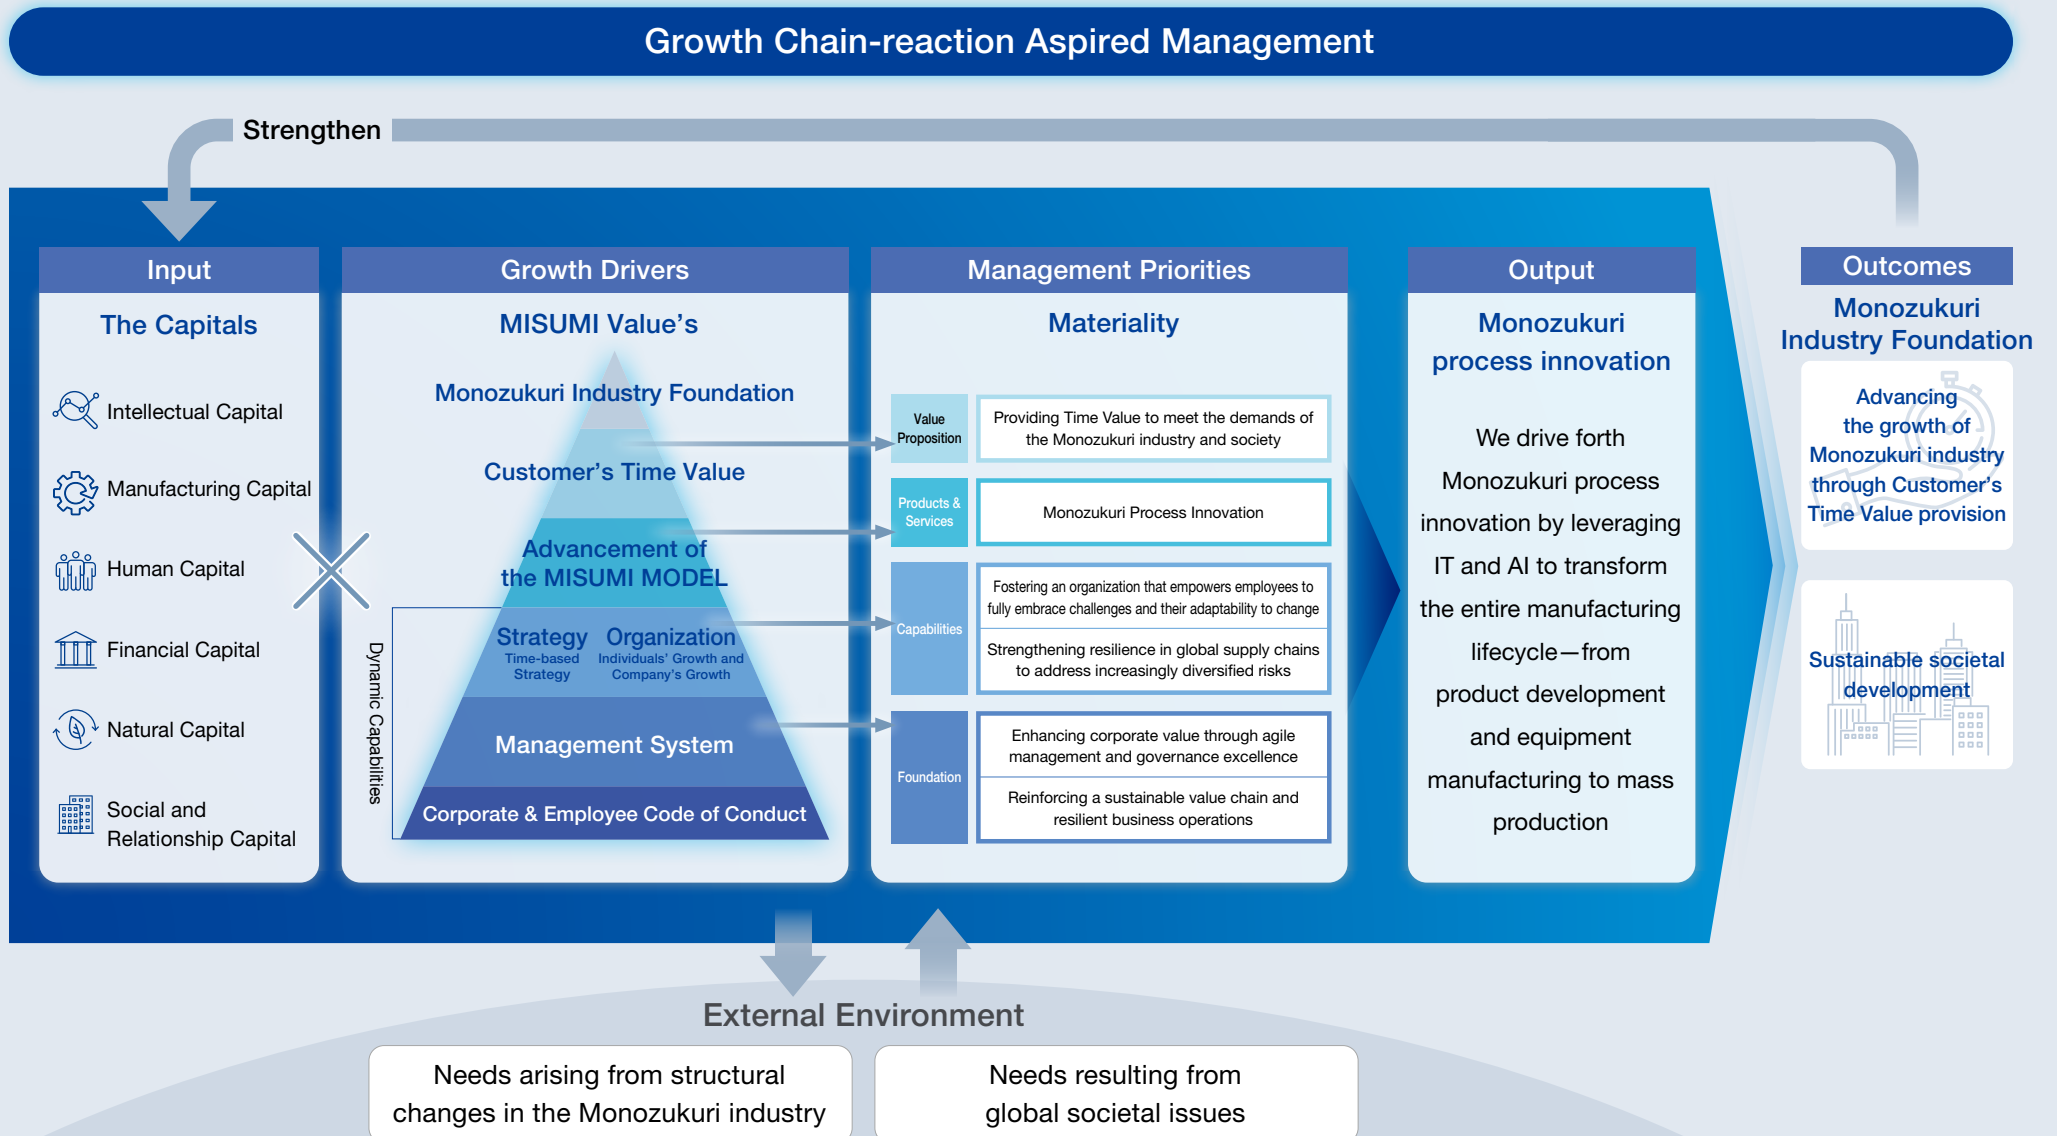 Growth Chain-reaction Aspired Management
Strengthen
Input
The Capitals
Intellectual Capital
Manufacturing Capital
Human Capital
Financial Capital
Natural Capital
Social and
Relationship Capital
Growth Drivers
MISUMI Value’s
Monozukuri Industry Foundation
Customer’s Time Value
Advancement of
the MISUMI MODEL
Strategy
Time-based
Strategy
Organization
Individuals’ Growth and
Company’s Growth
Management System
Corporate & Employee Code of Conduct
Dynamic Capabilities
Management Priorities
Materiality
Value
Proposition
Providing Time Value to meet the demands of
the Monozukuri industry and society
Products &
Services
Monozukuri Process Innovation
Capabilities
Fostering an organization that empowers employees to
fully embrace challenges and their adaptability to change
Strengthening resilience in global supply chains
to address increasingly diversified risks
Foundation
Enhancing corporate value through agile
management and governance excellence
Reinforcing a sustainable value chain and
resilient business operations
Output
Monozukuri
process innovation
We drive forth
Monozukuri process
innovation by leveraging
IT and AI to transform
the entire manufacturing
lifecycle—from
product development
and equipment
manufacturing to mass
production
Outcomes
Monozukuri
Industry Foundation
Advancing
the growth of
Monozukuri industry
through Customer’s
Time Value provision
Sustainable societal
development
External Environment
Needs arising from structural
changes in the Monozukuri industry
Needs resulting from
global societal issues